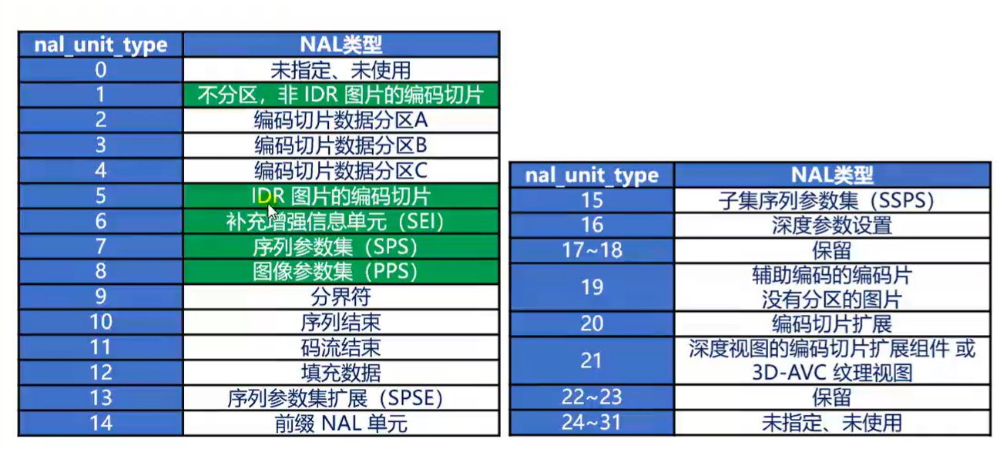 nal_unit_type NAL类型
0 未指定、未使用
1 不分区，非 IDR 图片的编码切片
2 编码切片数据分区A
3 编码切片数据分区B
4 编码切片数据分区C
5 IDR 图片的编码切片
6 补充增强信息单元（SEI）
7 序列参数集（SPS）
8 图像参数集（PPS）
9 分界符
10 序列结束
11 码流结束
12 填充数据
13 序列参数集扩展（SPSE）
14 前缀 NAL 单元
nal_unit_type NAL类型
15 子集序列参数集（SSPS）
16 深度参数设置
17~18 保留
19 辅助编码的编码片
没有分区的图片
20 编码切片扩展
21 深度视图的编码切片扩展组件 或
3D-AVC 纹理视图
22~23 保留
24~31 未指定、未使用